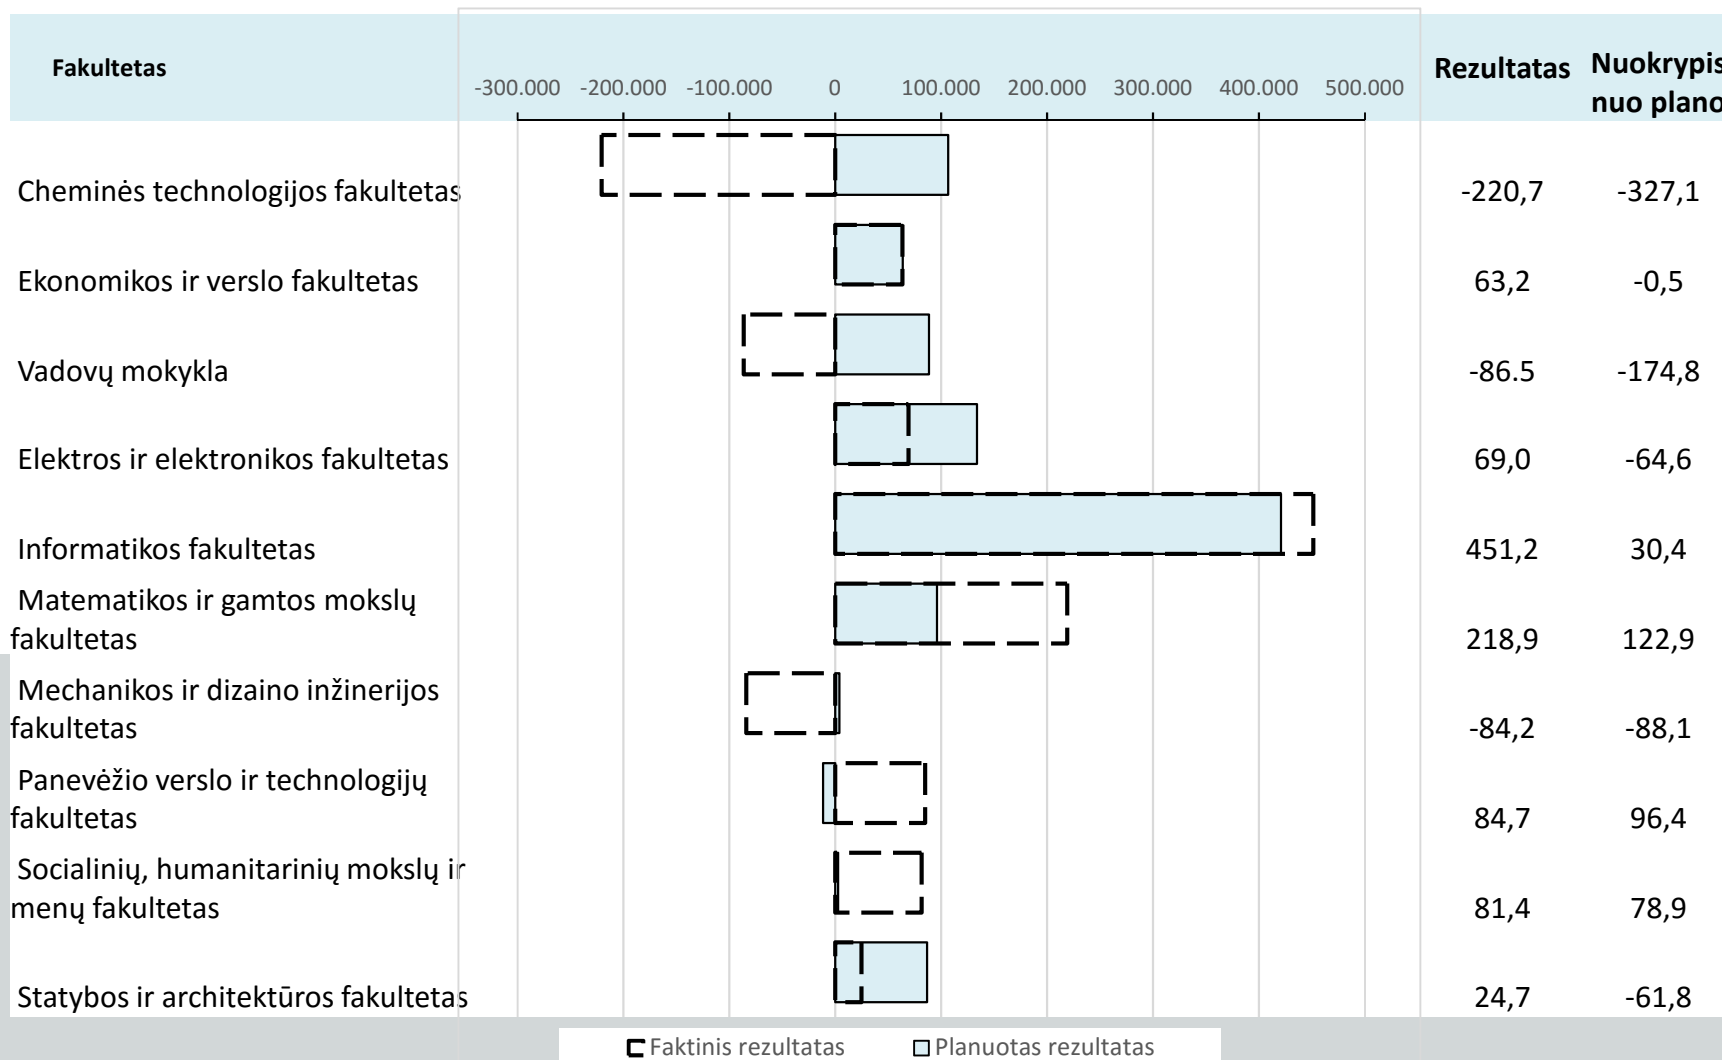 Fakultetas
-300.000 -200.000 -100.000 0 100.000 200.000 300.000 400.000 500.000
Rezultatas
Nuokrypis
nuo plano
Cheminės technologijos fakultetas -220,7 -327,1
Ekonomikos ir verslo fakultetas 63,2 -0,5
Vadovų mokykla -86.5 -174,8
Elektros ir elektronikos fakultetas 69,0 -64,6
Informatikos fakultetas 451,2 30,4
Matematikos ir gamtos mokslų
fakultetas 218,9 122,9
Mechanikos ir dizaino inžinerijos
fakultetas -84,2 -88,1
Panevėžio verslo ir technologijų
fakultetas 84,7 96,4
Socialinių, humanitarinių mokslų ir
menų fakultetas 81,4 78,9
Statybos ir architektūros fakultetas 24,7 -61,8
Faktinis rezultatas Planuotas rezultatas